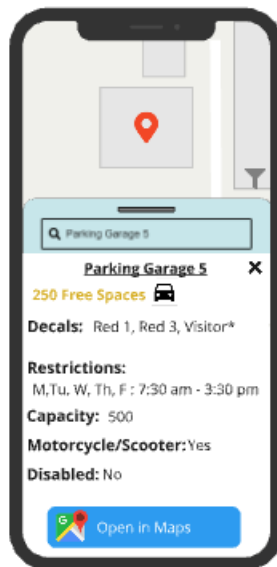 Parking Garage 5
Parking Garage 5 X
250 Free Spaces
Decals: Red 1, Red 3, Visitor*
Restrictions:
M,Tu, W, Th, F : 7:30 am - 3:30 pm
Capacity: 500
Motorcycle/Scooter:Yes
Disabled: No
G
Open in Maps